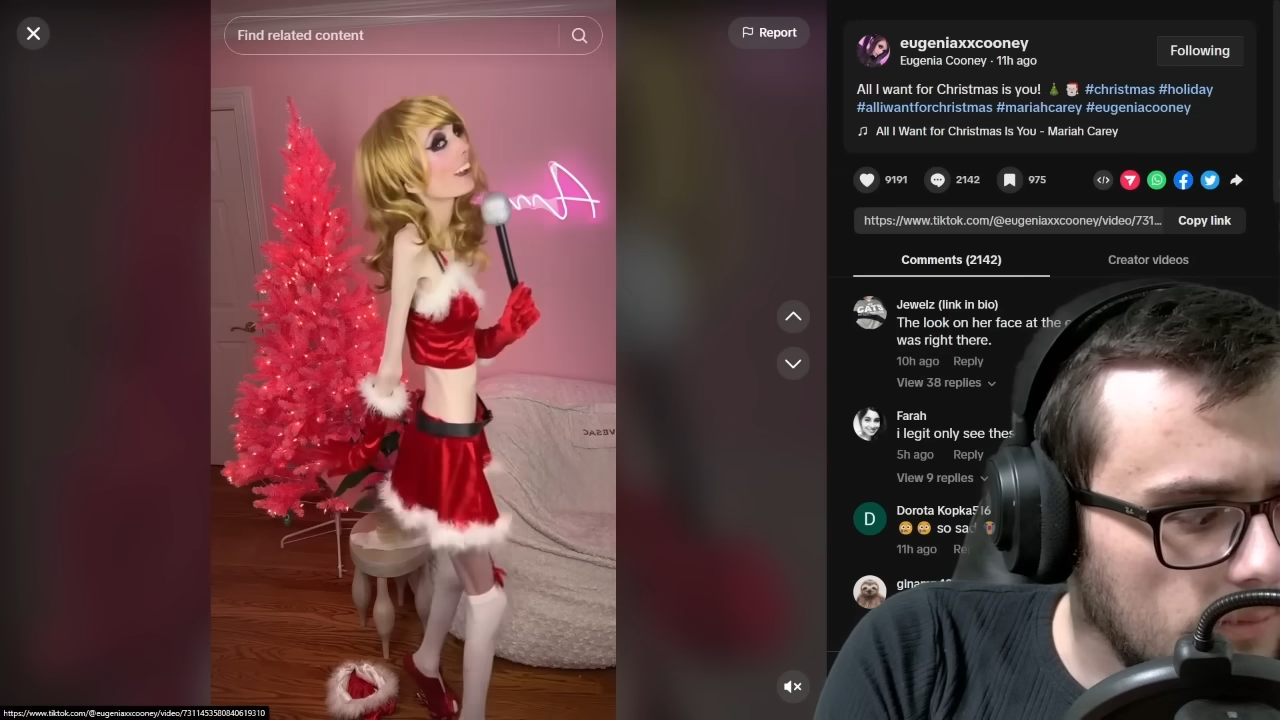 Find related content
Report
VESAC
eugeniaxxcooney
Eugenia Cooney · 11h ago
Following
All I want for Christmas is you! 🎄 🎅 #christmas #holiday
#alliwantforchristmas #mariahcarey #eugeniacooney
All I Want for Christmas Is You - Mariah Carey
9191
2142
975
https://www.tiktok.com/@eugeniaxxcooney/video/731...
Copy link
Comments (2142)
Creator videos
Jewelz (link in bio)
The look on her face at the
was right there.
10h ago
Reply
View 38 replies
CATS
Farah
i legit only see
5h ago
Reply
View 9 replies
D
Dorota Kopka516
so sad
11h ago
https://www.tiktok.com/@eugeniaxxcooney/video/7311453580840619310